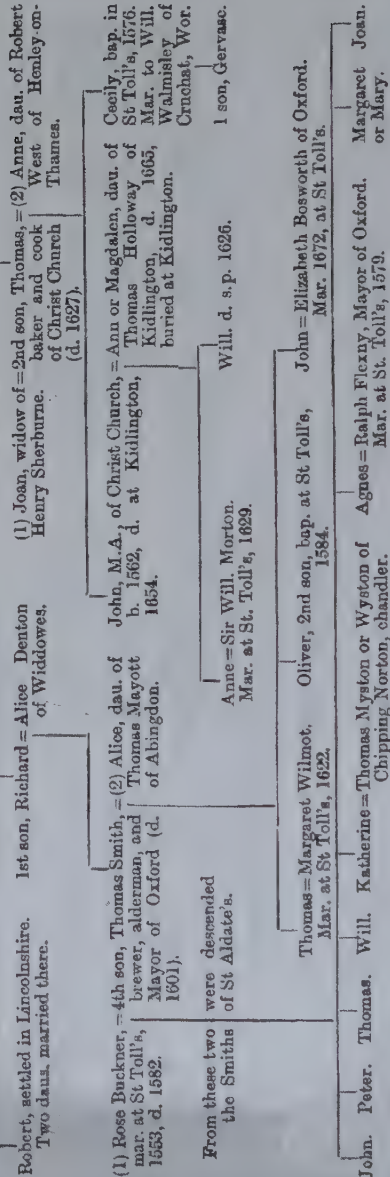 Robert, settled in Lincolnshire.
Two daus. married there.
1st son, Richard = Alice Denton
of Widdowes.
(1) Joan, widow of = 2nd son, Thomas, = (2) Anne, dau. of Robert
Henry Sherburne.
baker and cook
of Christ Church
(d. 1627).
West of Henley-on-
Thames.
(1) Rose Buckner, = 4th son, Thomas Smith, = (2) Alice, dau. of
mar. at St Toll's,
1553, d. 1582.
brewer, alderman, and
Mayor of Oxford (d.
1601).
Thomas Mayott
of Abingdon.
John, M.A., of Christ Church, = Ann or Magdalen, dau. of
b. 1562, d. at Kidlington,
1654.
Thomas Holloway of
Kidlington, d. 1665,
buried at Kidlington.
Cecily, bap. in
St Toll's, 1576.
Mar. to Will.
Walmisley of
Cruchat, Wor.
1 son, Gervase.
From these two were descended
the Smiths of St Aldate's.
Anne = Sir Will. Morton.
Mar. at St. Toll's, 1629.
Will. d. s.p. 1626.
Thomas = Margaret Wilmot.
Mar. at St Toll's, 1622.
Oliver, 2nd son, bap. at St Toll's,
1584.
John = Elizabeth Bosworth of Oxford.
Mar. 1672, at St Toll's.
John. Peter. Thomas. Will. Katherine = Thomas Myston or Wyston of
Chipping Norton, chandler.
Agnes = Ralph Flexny, Mayor of Oxford.
Mar. at St. Toll's, 1579.
Margaret
or Mary.
Joan.